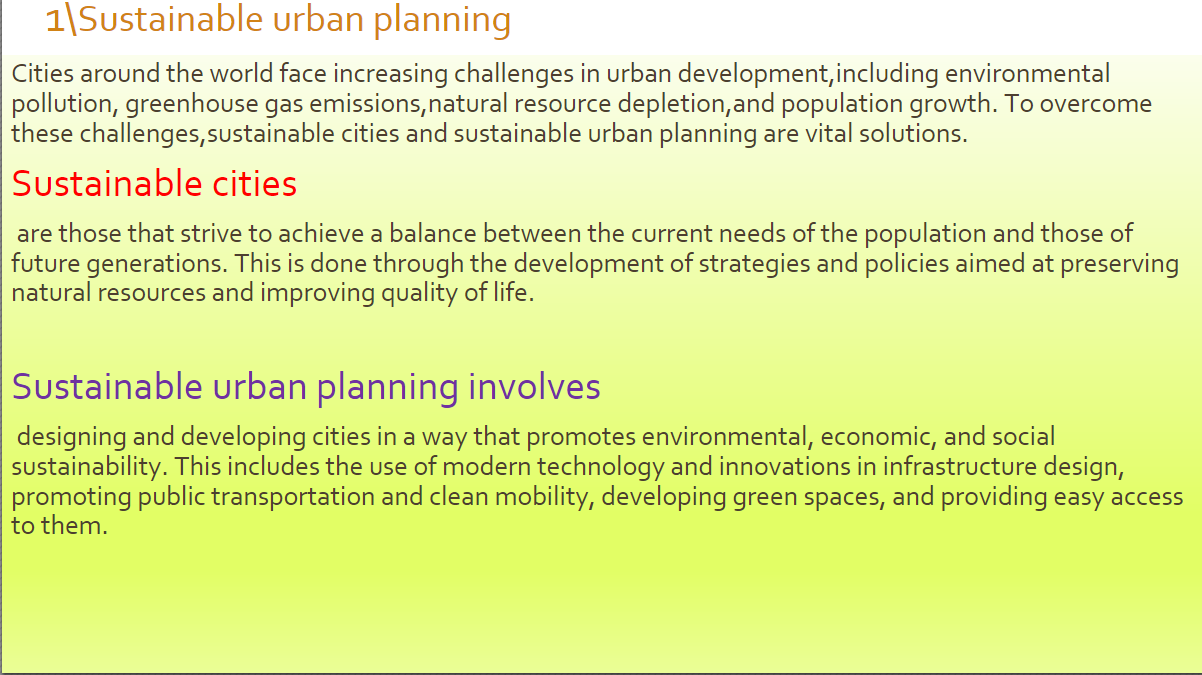 1\Sustainable urban planning
Cities around the world face increasing challenges in urban development,including environmental
pollution, greenhouse gas emissions,natural resource depletion,and population growth. To overcome
these challenges,sustainable cities and sustainable urban planning are vital solutions.
Sustainable cities
are those that strive to achieve a balance between the current needs of the population and those of
future generations. This is done through the development of strategies and policies aimed at preserving
natural resources and improving quality of life.
Sustainable urban planning involves
designing and developing cities in a way that promotes environmental, economic, and social
sustainability. This includes the use of modern technology and innovations in infrastructure design,
promoting public transportation and clean mobility, developing green spaces, and providing easy access
to them.